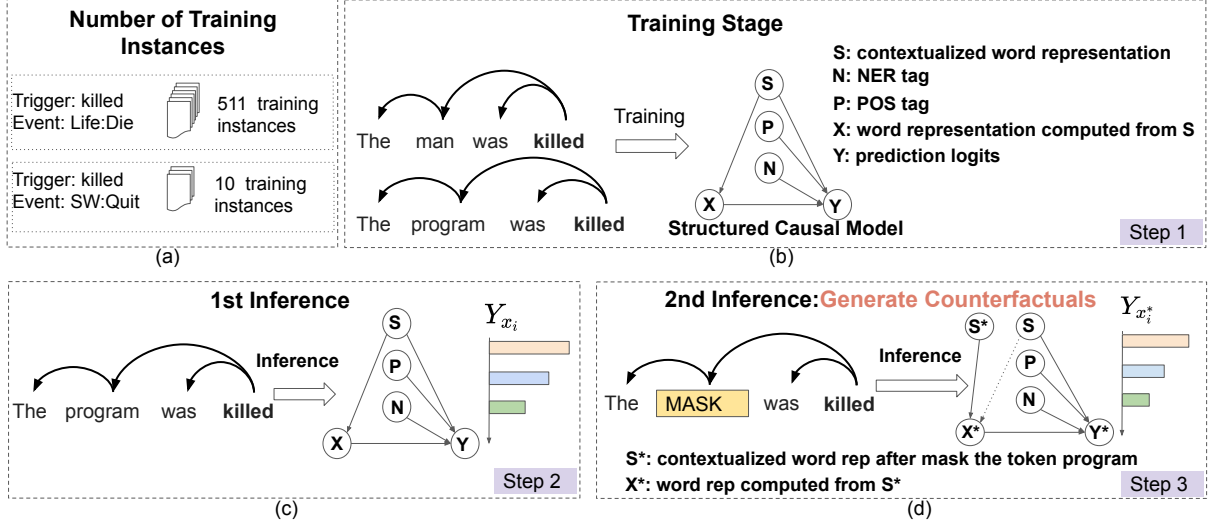 Number of Training
Instances
Trigger: killed
Event: Life:Die
511 training
instances
Trigger: killed
Event: SW:Quit
10 training
instances
(a)
Training Stage
The man was killed
The program was killed
Training
S
P
N
X
Y
Structured Causal Model
S: contextualized word representation
N: NER tag
P: POS tag
X: word representation computed from S
Y: prediction logits
Step 1
(b)
1st Inference
The program was killed
Inference
S
P
N
X
Y
Y_{x_i}
Step 2
(c)
2nd Inference:Generate Counterfactuals
The MASK was killed
Inference
S*
S
P
N
X*
Y*
Y_{x_i^*}
S*: contextualized word rep after mask the token program
X*: word rep computed from S*
Step 3
(d)